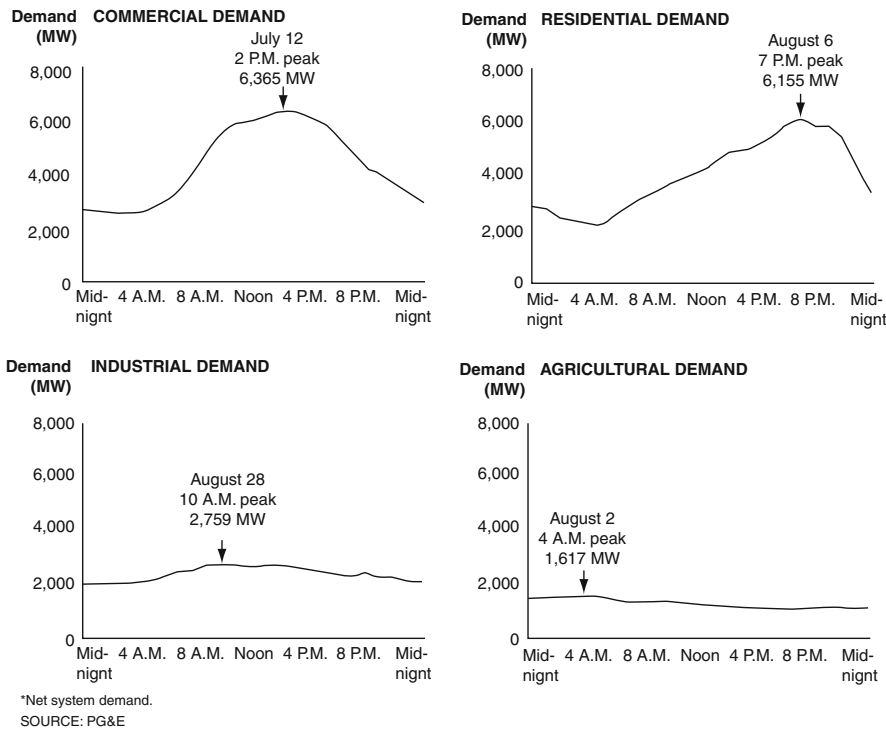 Demand
(MW)
COMMERCIAL DEMAND
July 12
2 P.M. peak
6,365 MW
8,000
6,000
4,000
2,000
0
Mid-
nignt
4 A.M.
8 A.M.
Noon
4 P.M.
8 P.M.
Mid-
nignt
Demand
(MW)
RESIDENTIAL DEMAND
August 6
7 P.M. peak
6,155 MW
8,000
6,000
4,000
2,000
0
Mid-
nignt
4 A.M.
8 A.M.
Noon
4 P.M.
8 P.M.
Mid-
nignt
Demand
(MW)
INDUSTRIAL DEMAND
August 28
10 A.M. peak
2,759 MW
8,000
6,000
4,000
2,000
0
Mid-
nignt
4 A.M.
8 A.M.
Noon
4 P.M.
8 P.M.
Mid-
nignt
Demand
(MW)
AGRICULTURAL DEMAND
August 2
4 A.M. peak
1,617 MW
8,000
6,000
4,000
2,000
0
Mid-
nignt
4 A.M.
8 A.M.
Noon
4 P.M.
8 P.M.
Mid-
nignt
*Net system demand.
SOURCE: PG&E